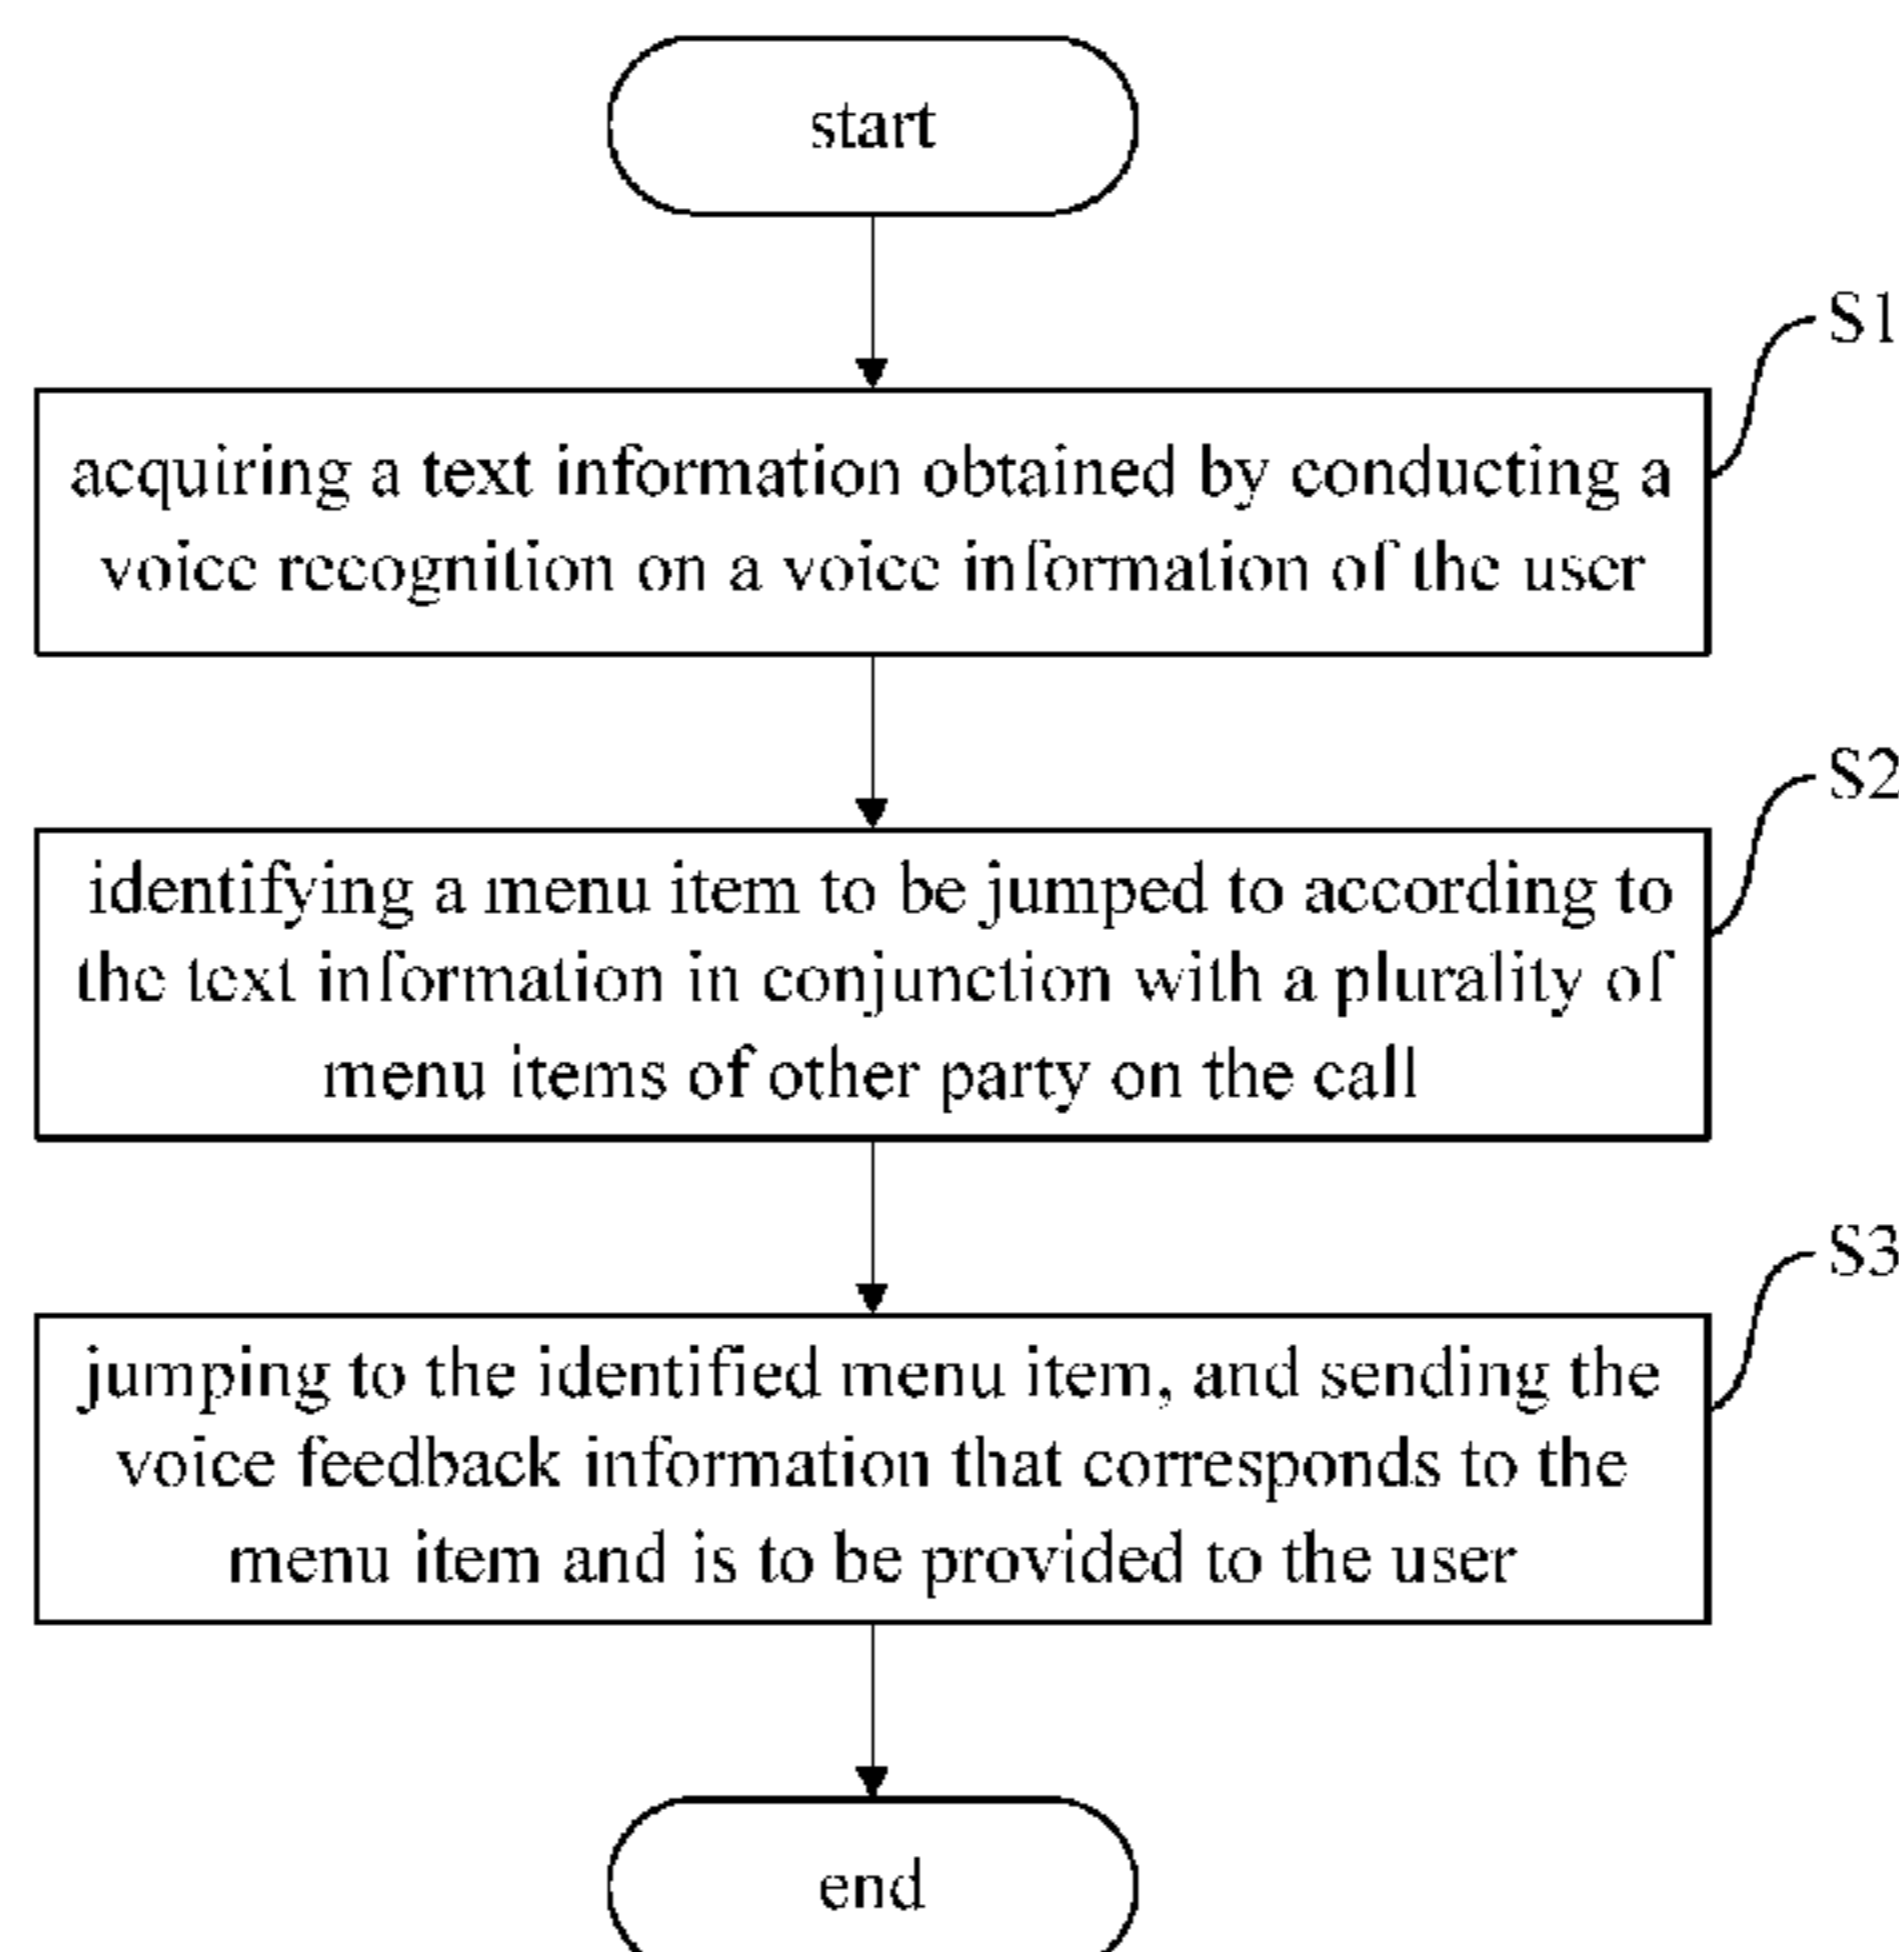 start
S1
acquiring a text information obtained by conducting a
voice recognition on a voice information of the user
S2
identifying a menu item to be jumped to according to
the text information in conjunction with a plurality of
menu items of other party on the call
S3
jumping to the identified menu item, and sending the
voice feedback information that corresponds to the
menu item and is to be provided to the user
end